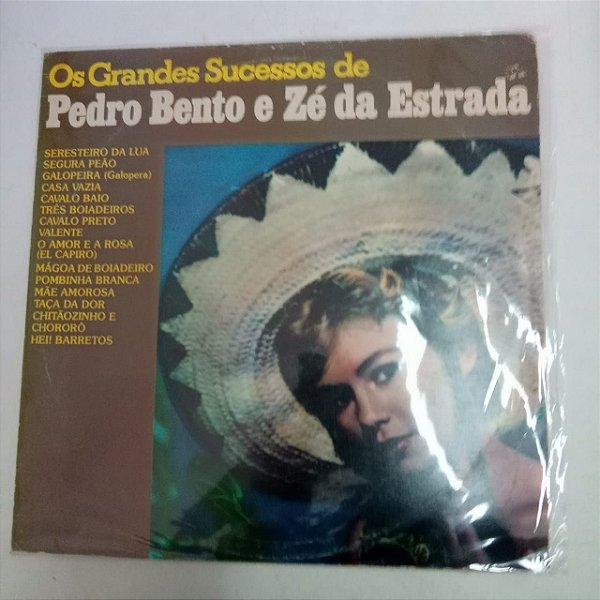 Os Grandes Sucessos de
Pedro Bento e Zé da Estrada
SERESTEIRO DA LUA
SEGURA PEÃO
GALOPEIRA (Galopera)
CASA VAZIA
CAVALO BAIO
TRÊS BOIADEIROS
CAVALO PRETO
VALENTE
O AMOR E A ROSA
(EL CAPIRO)
MÁGOA DE BOIADEIRO
POMBINHA BRANCA
MÃE AMOROSA
TAÇA DA DOR
CHITÃOZINHO E
CHORORÓ
HEI! BARRETOS